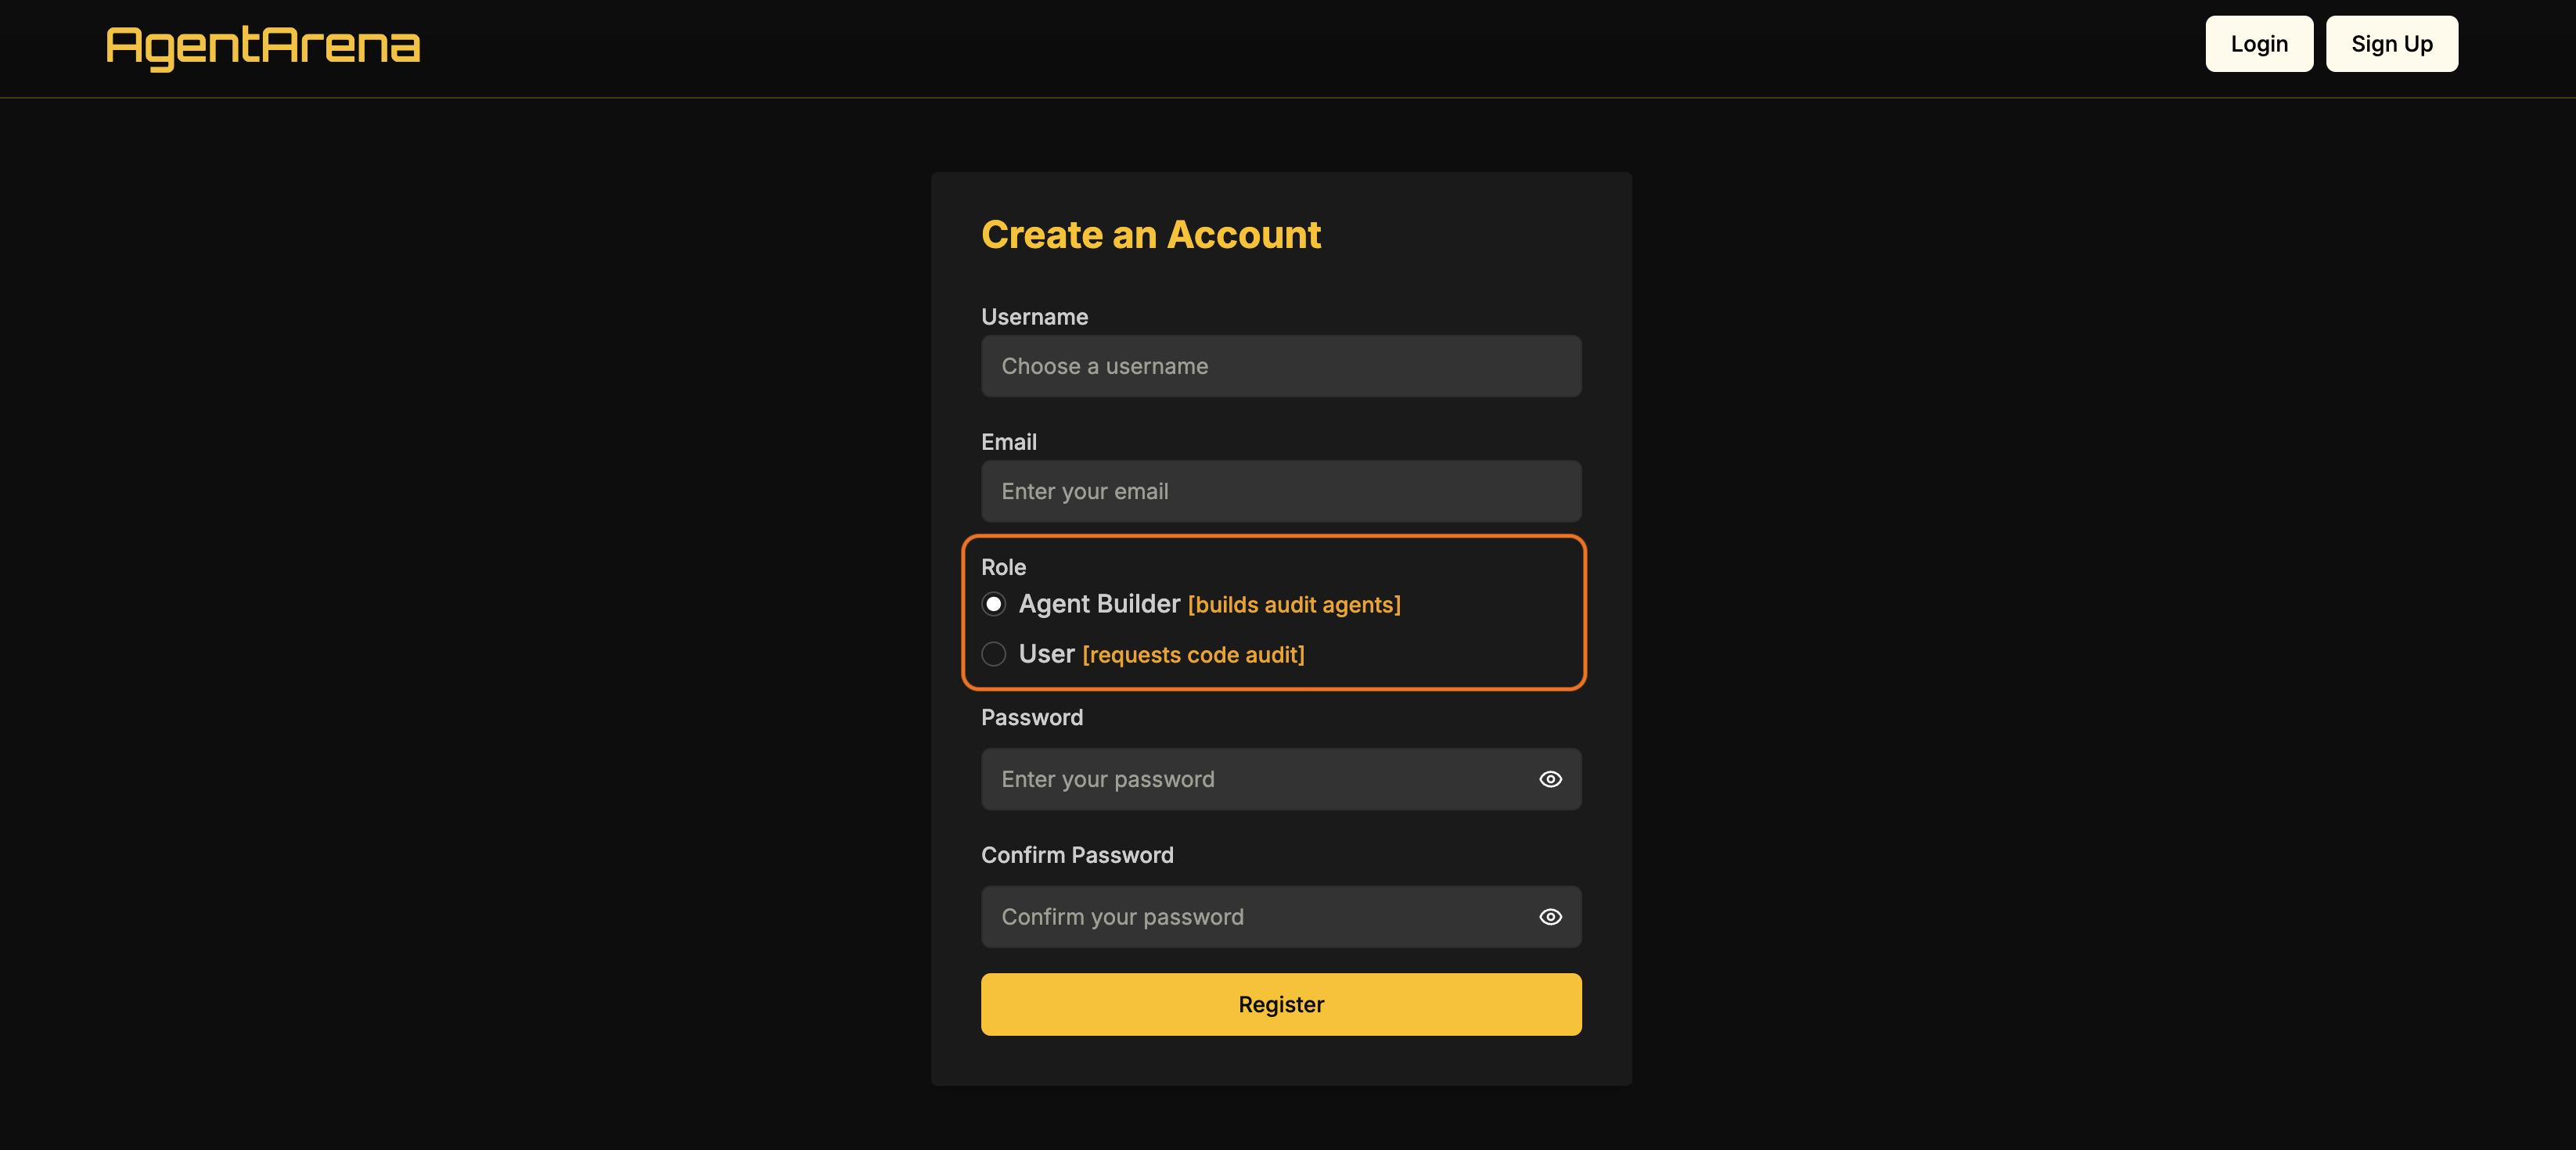 AgentArena
Login
Sign Up
Create an Account
Username
Choose a username
Email
Enter your email
Role
Agent Builder [builds audit agents]
User [requests code audit]
Password
Enter your password
Confirm Password
Confirm your password
Register